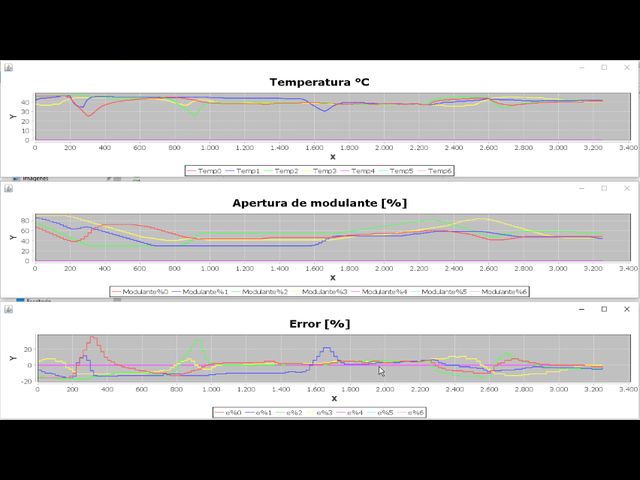 Temperatura ºC
40
30
20
10
0
Y
0 200 400 600 800 1.000 1.200 1.400 1.600 1.800 2.000 2.200 2.400 2.600 2.800 3.000 3.200 3.400
x
Temp0 Temp1 Temp2 Temp3 Temp4 Temp5 Temp6
Imágenes
Apertura de modulante [%]
80
60
40
20
0
Y
0 200 400 600 800 1.000 1.200 1.400 1.600 1.800 2.000 2.200 2.400 2.600 2.800 3.000 3.200 3.400
x
Modulante%0 Modulante%1 Modulante%2 Modulante%3 Modulante%4 Modulante%5 Modulante%6
Escritorio
Error [%]
20
0
-20
Y
0 200 400 600 800 1.000 1.200 1.400 1.600 1.800 2.000 2.200 2.400 2.600 2.800 3.000 3.200 3.400
x
e%0 e%1 e%2 e%3 e%4 e%5 e%6